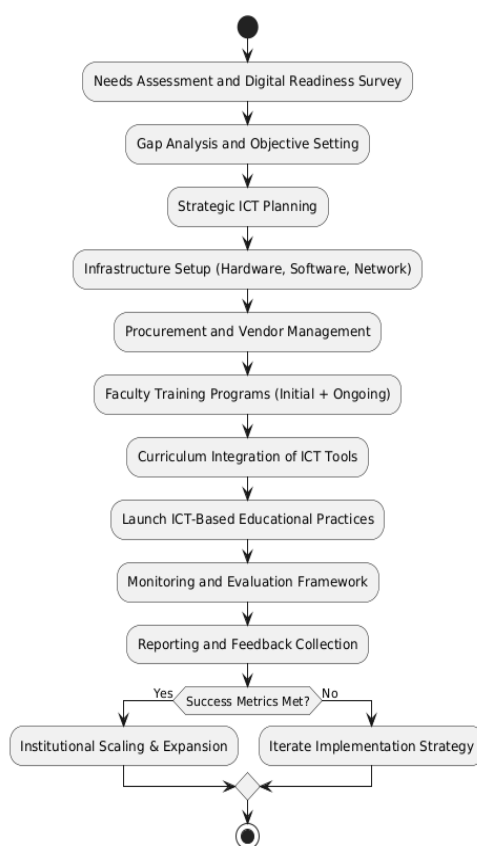 Needs Assessment and Digital Readiness Survey
Gap Analysis and Objective Setting
Strategic ICT Planning
Infrastructure Setup (Hardware, Software, Network)
Procurement and Vendor Management
Faculty Training Programs (Initial + Ongoing)
Curriculum Integration of ICT Tools
Launch ICT-Based Educational Practices
Monitoring and Evaluation Framework
Reporting and Feedback Collection
Yes
Success Metrics Met?
No
Institutional Scaling & Expansion
Iterate Implementation Strategy